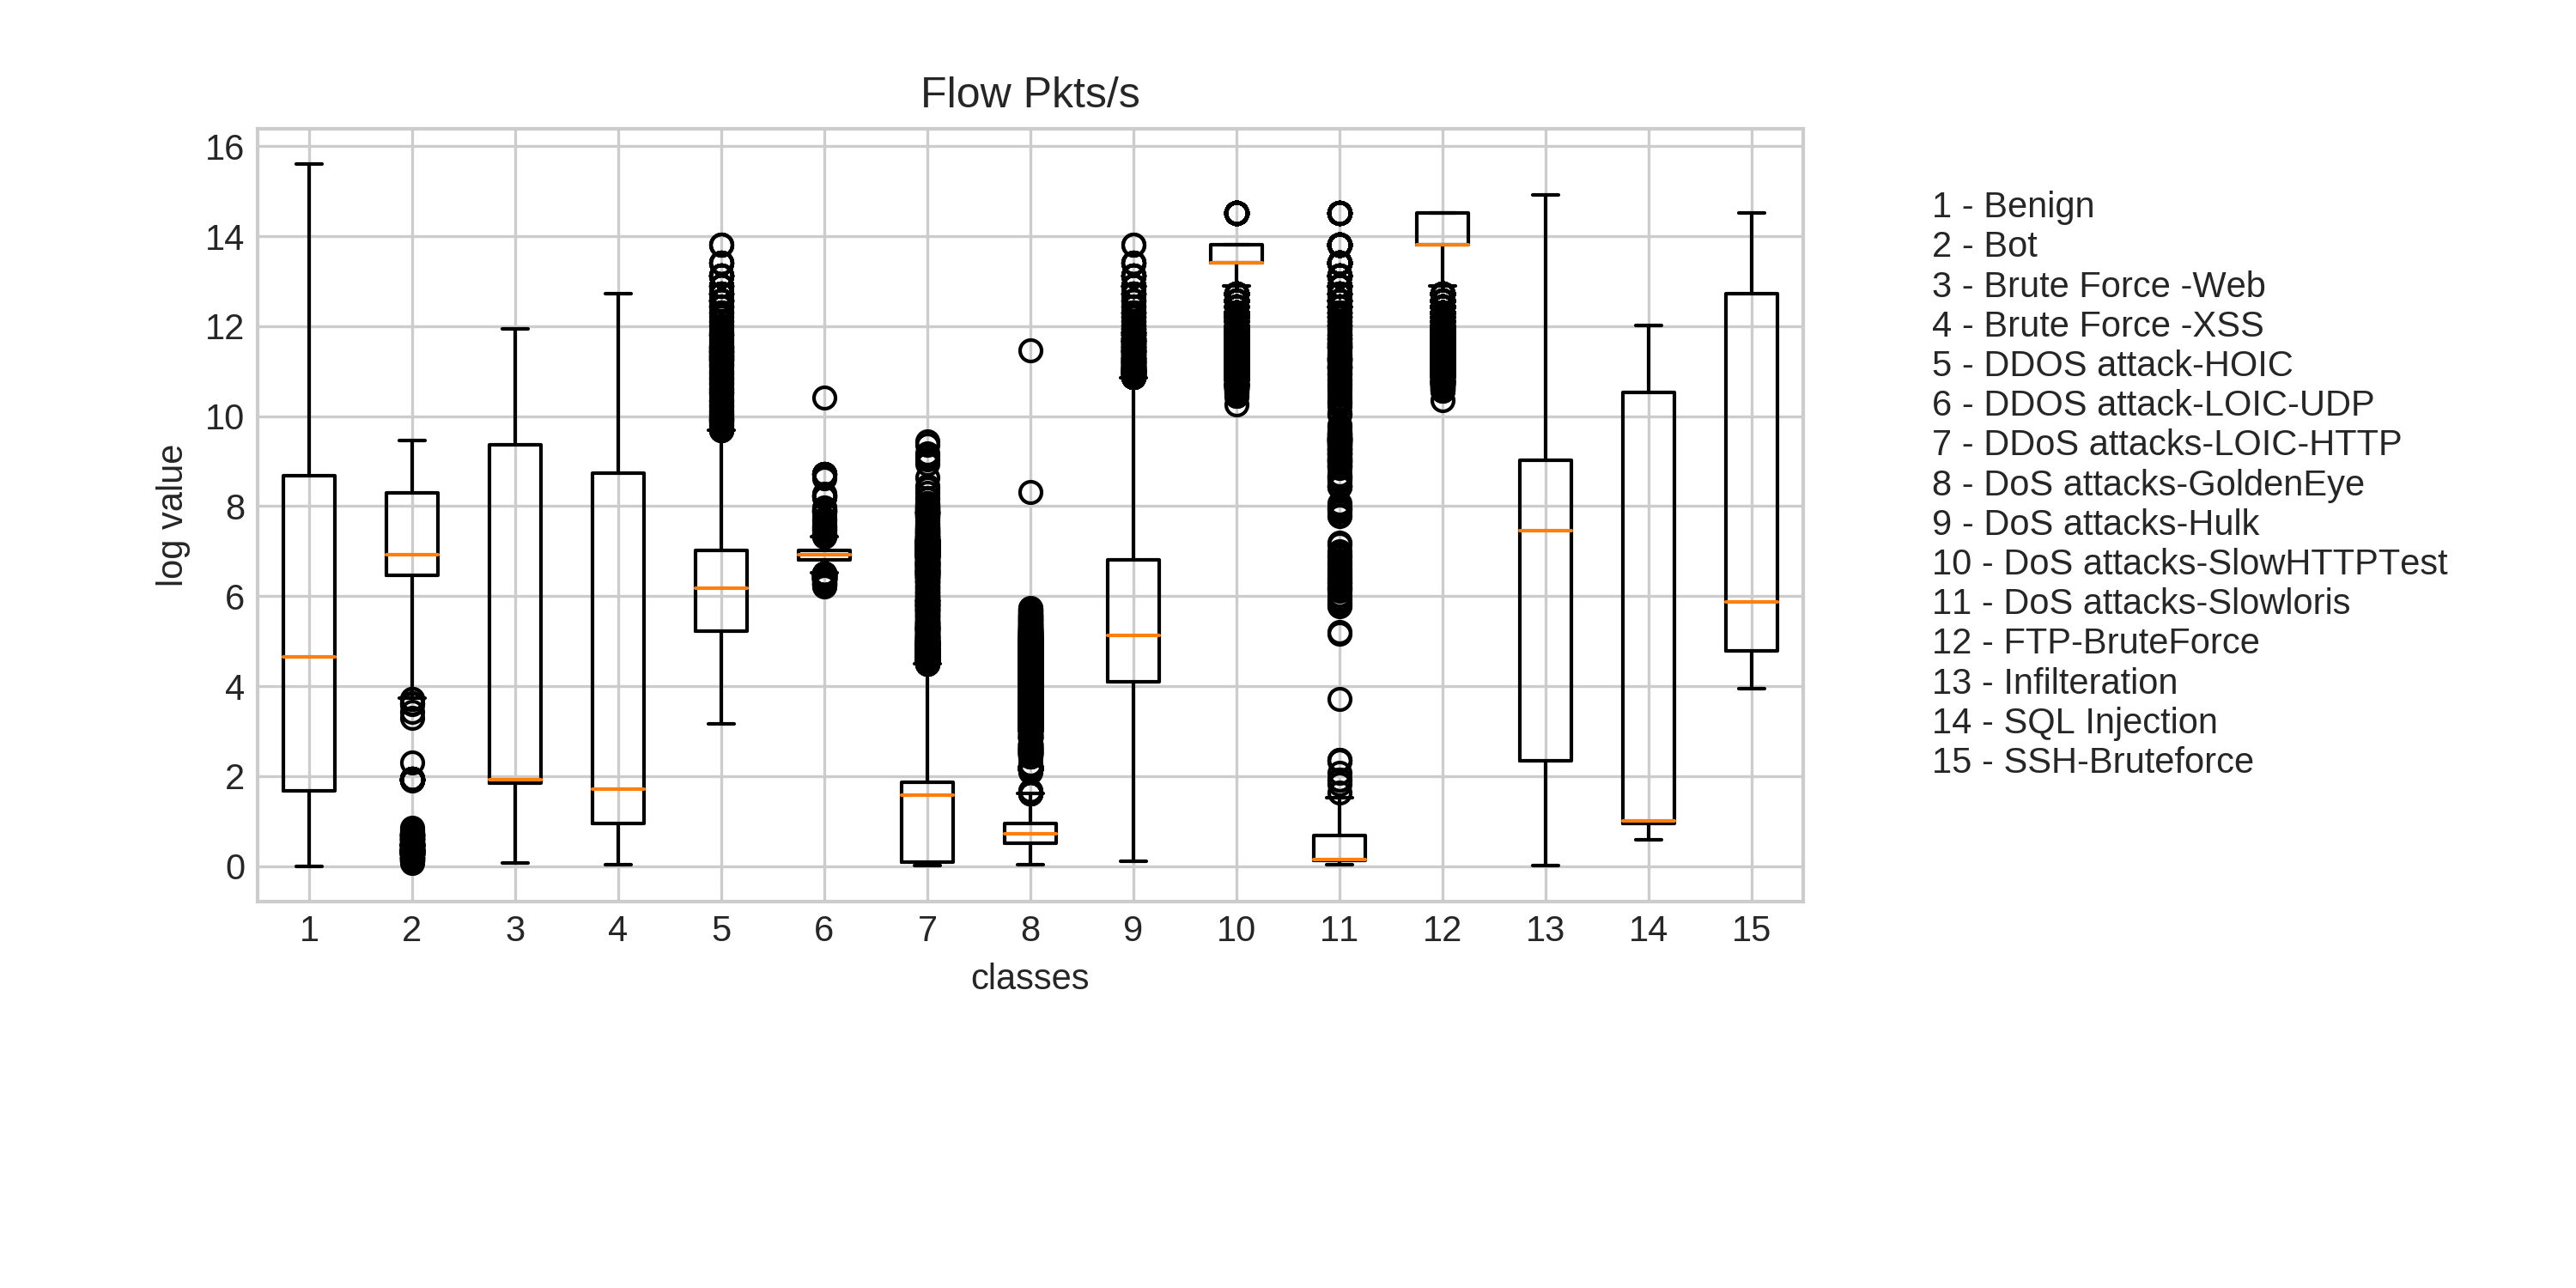 Flow Pkts/s
16
14
12
10
8
6
4
2
0
log value
1 2 3 4 5 6 7 8 9 10 11 12 13 14 15
classes
1 - Benign
2 - Bot
3 - Brute Force -Web
4 - Brute Force -XSS
5 - DDOS attack-HOIC
6 - DDOS attack-LOIC-UDP
7 - DDoS attacks-LOIC-HTTP
8 - DoS attacks-GoldenEye
9 - DoS attacks-Hulk
10 - DoS attacks-SlowHTTPTest
11 - DoS attacks-Slowloris
12 - FTP-BruteForce
13 - Infilteration
14 - SQL Injection
15 - SSH-Bruteforce